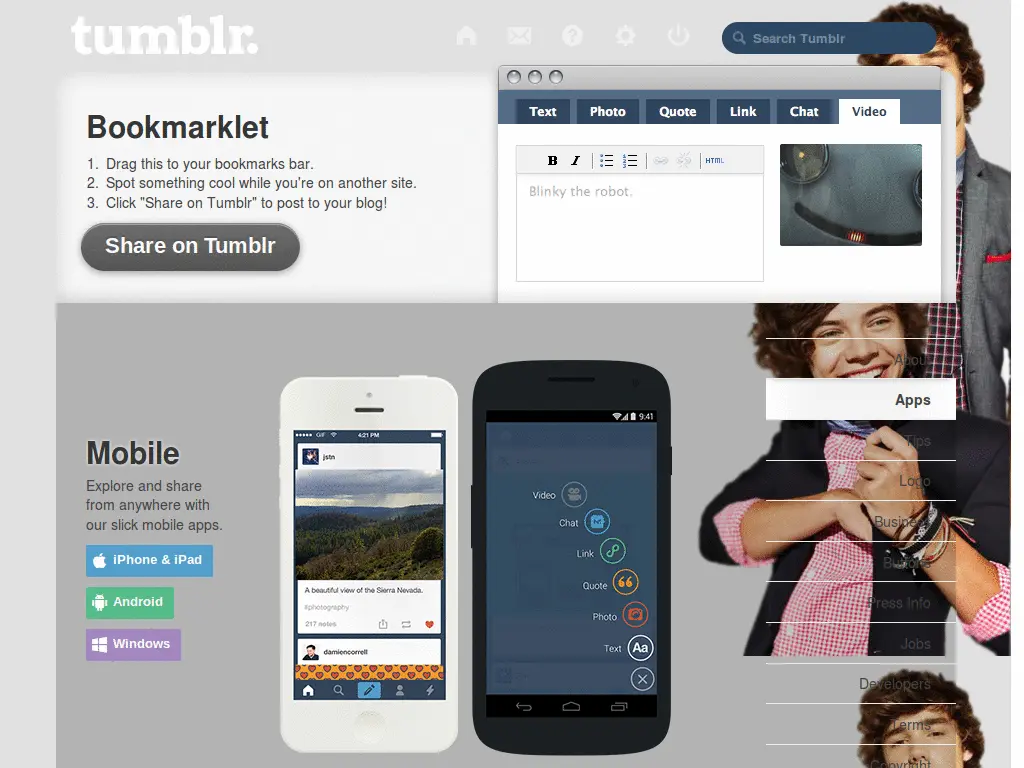 tumblr.
Search Tumblr
Bookmarklet
1. Drag this to your bookmarks bar.
2. Spot something cool while you're on another site.
3. Click "Share on Tumblr" to post to your blog!
Share on Tumblr
Text Photo Quote Link Chat Video
B I HTML
Blinky the robot.
Mobile
Explore and share
from anywhere with
our slick mobile apps.
iPhone & iPad
Android
Windows
GIF 4:21 PM
jstn
A beautiful view of the Sierra Nevada.
#photography
217 notes
damiencorrell
9:41
Video
Chat
Link
Quote
Photo
Text Aa
About
Apps
Tips
Logo
Business
Buttons
Press Info
Jobs
Developers
Terms
Copyright